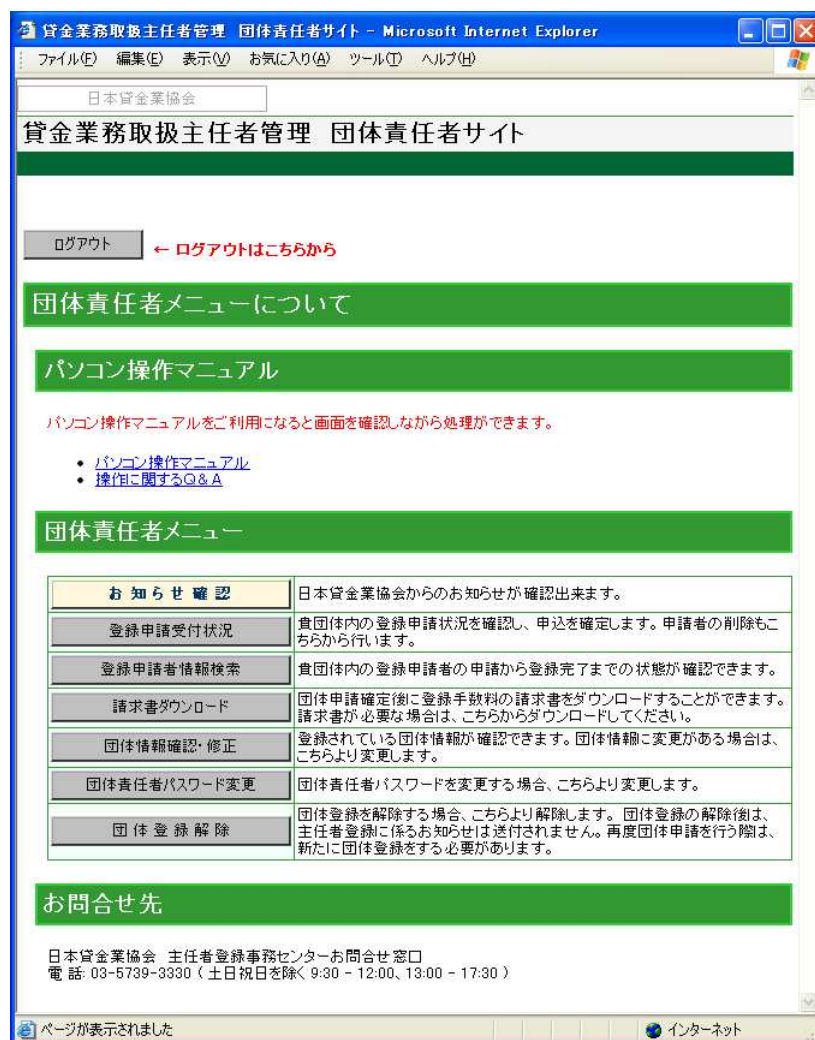 貸金業務取扱主任者管理 団体責任者サイト - Microsoft Internet Explorer
ファイル(F) 編集(E) 表示(V) お気に入り(A) ツール(T) ヘルプ(H)
日本貸金業協会
貸金業務取扱主任者管理 団体責任者サイト
ログアウト ← ログアウトはこちらから
団体責任者メニューについて
パソコン操作マニュアル
パソコン操作マニュアルをご利用になると画面を確認しながら処理ができます。
• パソコン操作マニュアル
• 操作に関するQ&A
団体責任者メニュー
お知らせ確認 日本貸金業協会からのお知らせが確認出来ます。
登録申請受付状況 貴団体内の登録申請状況を確認し、申込を確定します。申請者の削除もこ
ちらから行います。
登録申請者情報検索 貴団体内の登録申請者の申請から登録完了までの状態が確認できます。
請求書ダウンロード 団体申請確定後に登録手数料の請求書をダウンロードすることができます。
請求書が必要な場合は、こちらからダウンロードしてください。
団体情報確認・修正 登録されている団体情報が確認できます。団体情報に変更がある場合は、
こちらより変更します。
団体責任者パスワード変更 団体責任者パスワードを変更する場合、こちらより変更します。
団体登録解除 団体登録を解除する場合、こちらより解除します。団体登録の解除後は、
主任者登録に係るお知らせは送付されません。再度団体申請を行う際は、
新たに団体登録をする必要があります。
お問合せ先
日本貸金業協会 主任者登録事務センターお問合せ窓口
電 話: 03-5739-3330 ( 土日祝日を除く 9:30 - 12:00、13:00 - 17:30 )
ページが表示されました インターネット